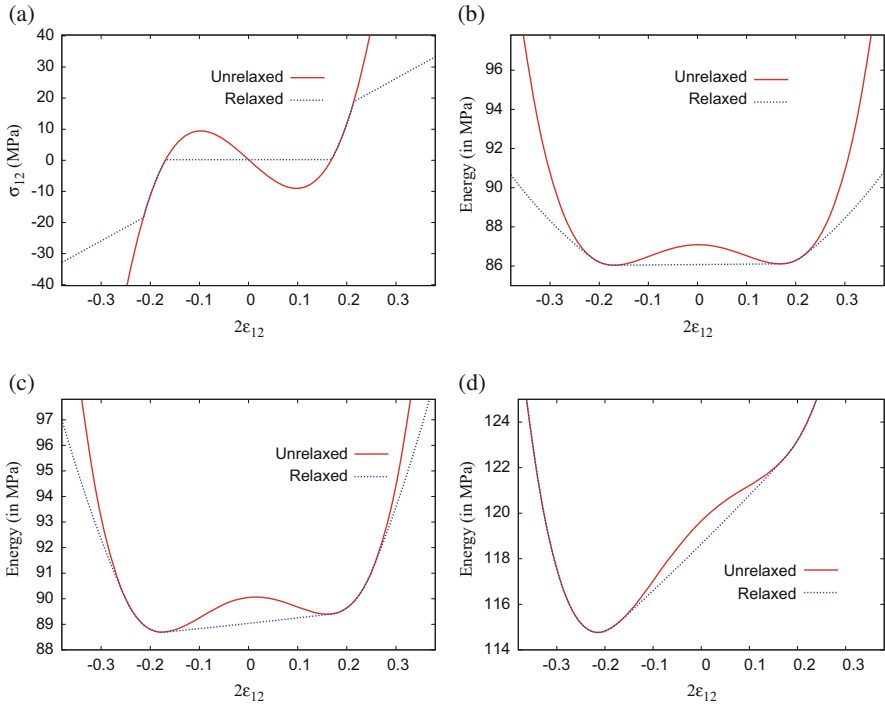 (a)
40
30
20
10
0
-10
-20
-30
-40
σ12 (MPa)
Unrelaxed
Relaxed
-0.3 -0.2 -0.1 0 0.1 0.2 0.3
2ε12
(b)
96
94
92
90
88
86
Energy (in MPa)
Unrelaxed
Relaxed
-0.3 -0.2 -0.1 0 0.1 0.2 0.3
2ε12
(c)
97
96
95
94
93
92
91
90
89
88
Energy (in MPa)
Unrelaxed
Relaxed
-0.3 -0.2 -0.1 0 0.1 0.2 0.3
2ε12
(d)
124
122
120
118
116
114
Energy (in MPa)
Unrelaxed
Relaxed
-0.3 -0.2 -0.1 0 0.1 0.2 0.3
2ε12